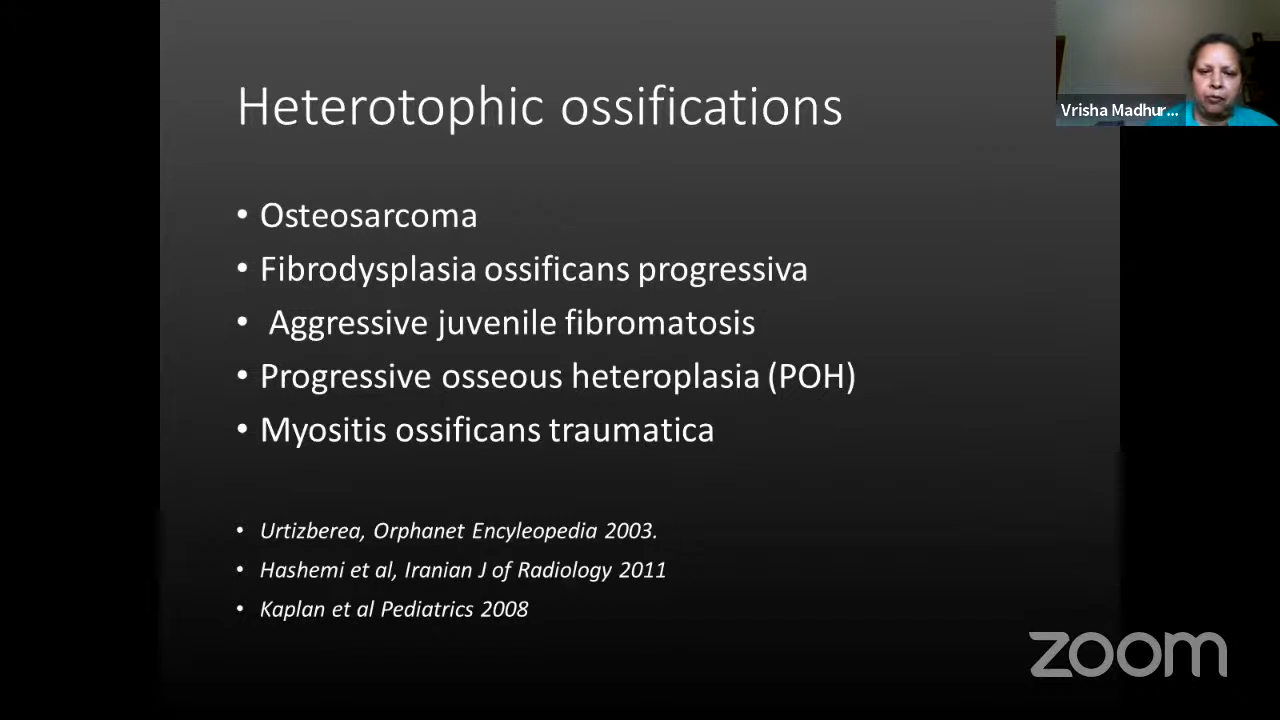 Heterotophic ossifications
Vrisha Madhur...
• Osteosarcoma
• Fibrodysplasia ossificans progressiva
• Aggressive juvenile fibromatosis
• Progressive osseous heteroplasia (POH)
• Myositis ossificans traumatica
• Urtizberea, Orphanet Encyleopedia 2003.
• Hashemi et al, Iranian J of Radiology 2011
• Kaplan et al Pediatrics 2008
zoom